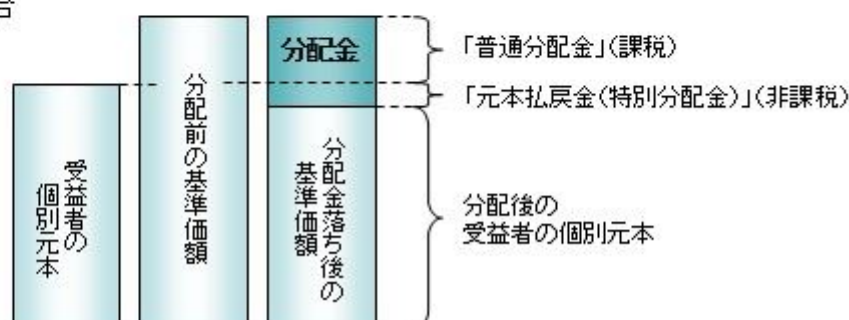 分配金
「普通分配金」(課税)
「元本払戻金(特別分配金)」(非課税)
受益者の
個別元本
分配前の基準価額
分配金落ち後の
基準価額
分配後の
受益者の個別元本